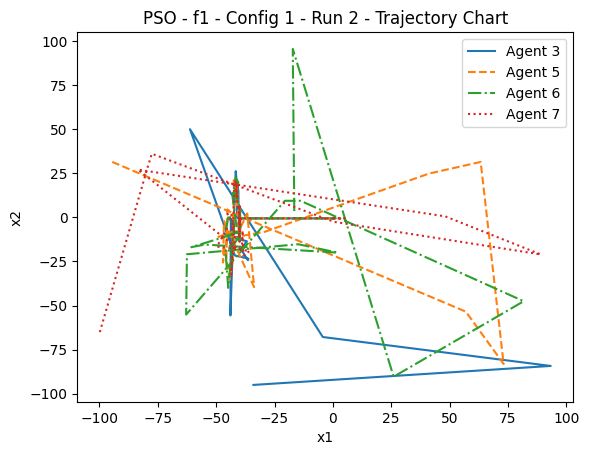 PSO - f1 - Config 1 - Run 2 - Trajectory Chart
Agent 3
Agent 5
Agent 6
Agent 7
100
75
50
25
0
−25
−50
−75
−100
x2
−100
−75
−50
−25
0
25
50
75
100
x1